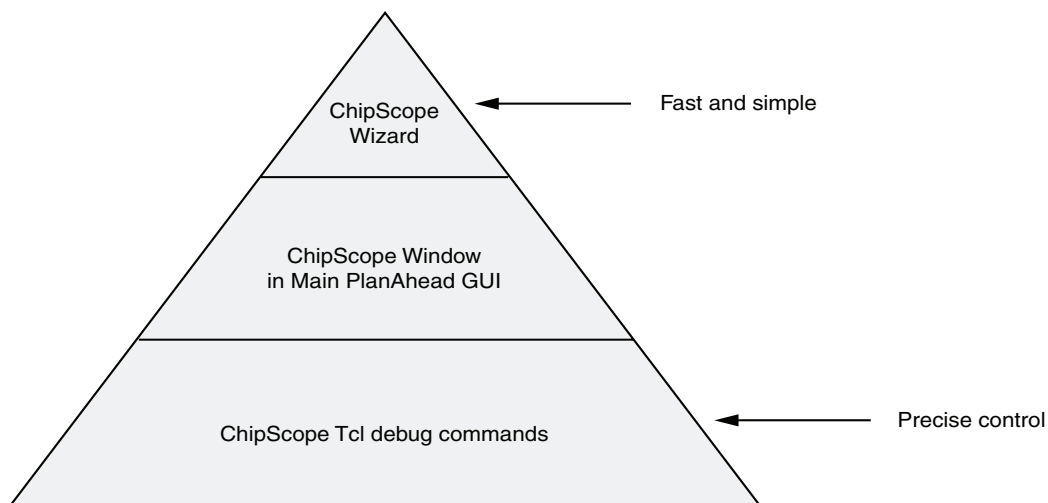 ChipScope
Wizard
Fast and simple
ChipScope Window
in Main PlanAhead GUI
ChipScope Tcl debug commands
Precise control